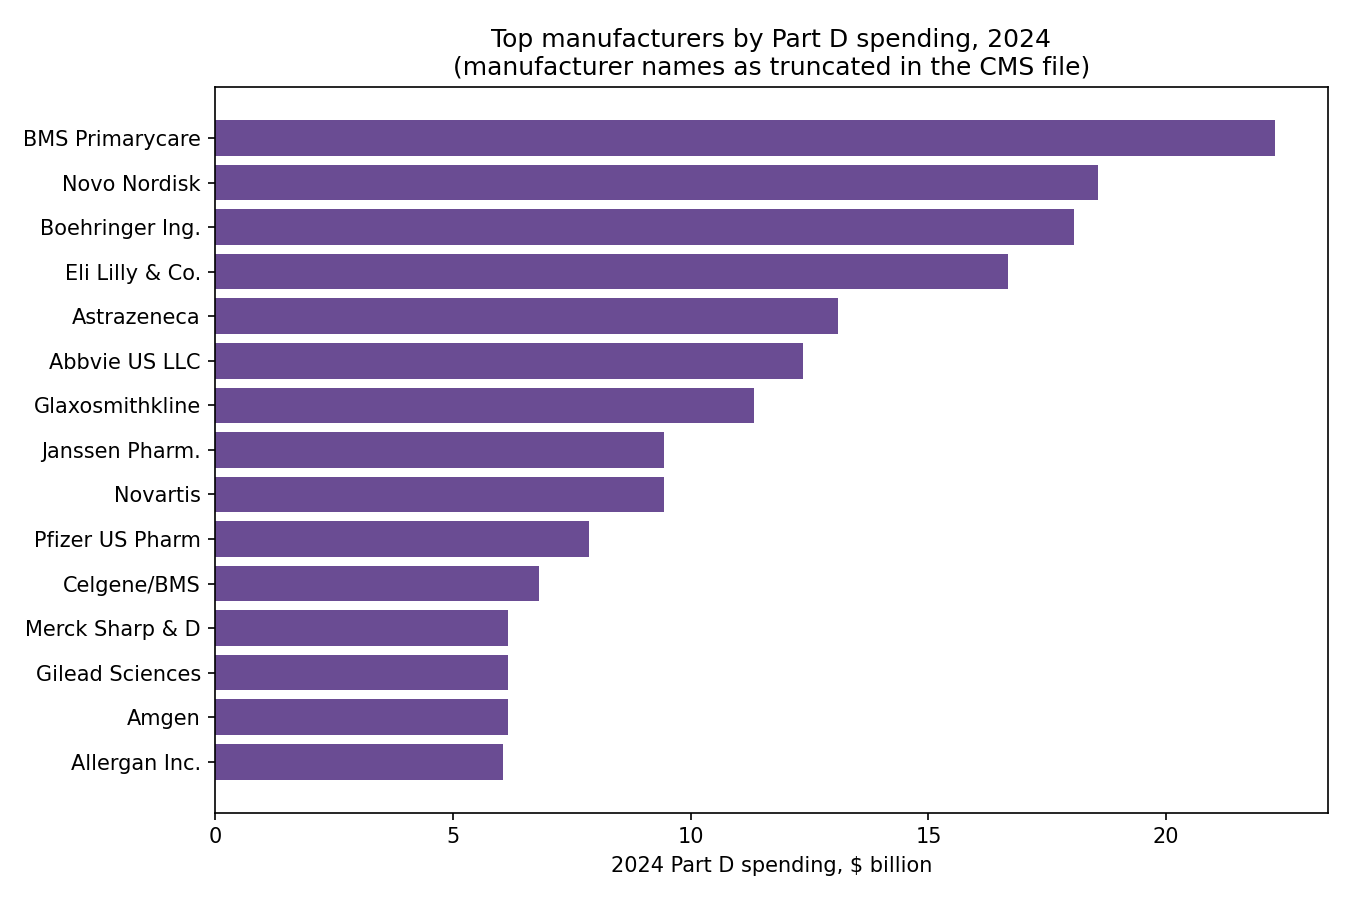 Top manufacturers by Part D spending, 2024
(manufacturer names as truncated in the CMS file)
BMS Primarycare
Novo Nordisk
Boehringer Ing.
Eli Lilly & Co.
Astrazeneca
Abbvie US LLC
Glaxosmithkline
Janssen Pharm.
Novartis
Pfizer US Pharm
Celgene/BMS
Merck Sharp & D
Gilead Sciences
Amgen
Allergan Inc.
0 5 10 15 20
2024 Part D spending, $ billion